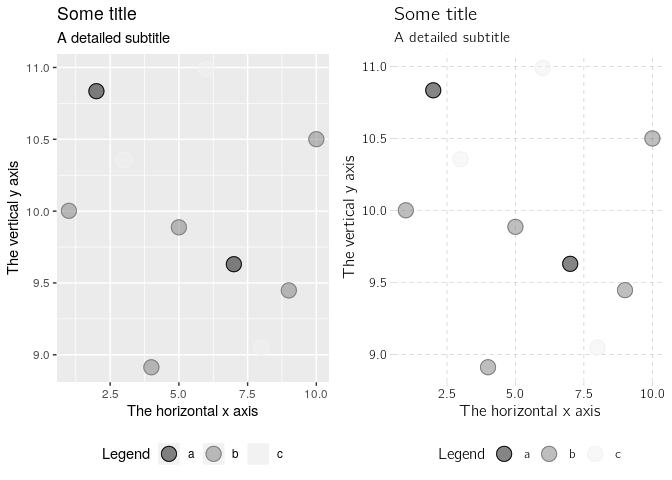 Some title
A detailed subtitle
11.0
10.5
10.0
9.5
9.0
The vertical y axis
2.5 5.0 7.5 10.0
The horizontal x axis
Legend a b c
Some title
A detailed subtitle
11.0
10.5
10.0
9.5
9.0
The vertical y axis
2.5 5.0 7.5 10.0
The horizontal x axis
Legend a b c